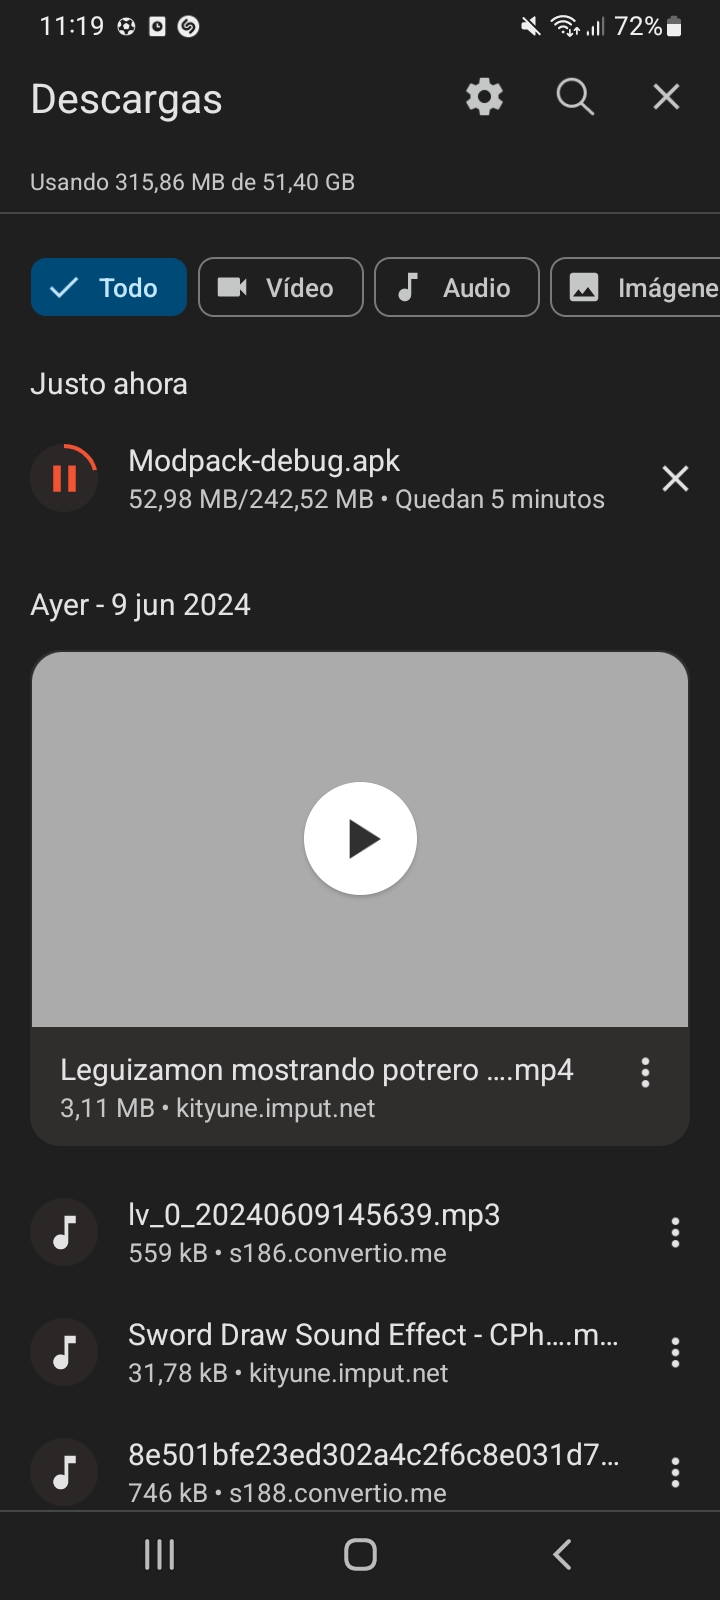 11:19
72%
Descargas
Usando 315,86 MB de 51,40 GB
Todo
Vídeo
Audio
Imágene
Justo ahora
Modpack-debug.apk
52,98 MB/242,52 MB • Quedan 5 minutos
Ayer - 9 jun 2024
Leguizamon mostrando potrero ….mp4
3,11 MB • kityune.imput.net
lv_0_20240609145639.mp3
559 kB • s186.convertio.me
Sword Draw Sound Effect - CPh….m…
31,78 kB • kityune.imput.net
8e501bfe23ed302a4c2f6c8e031d7…
746 kB • s188.convertio.me